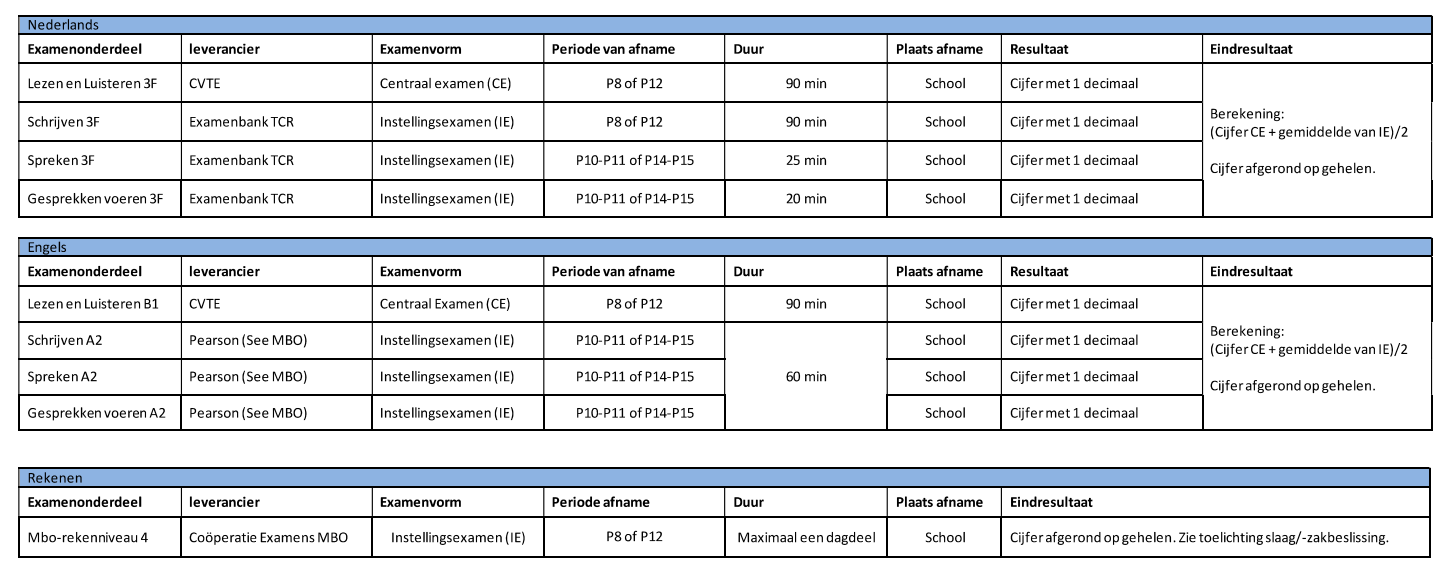 Nederlands
Examenonderdeel leverancier Examenvorm Periode van afname Duur Plaats afname Resultaat Eindresultaat
Lezen en Luisteren 3F CVTE Centraal examen (CE) P8 of P12 90 min School Cijfer met 1 decimaal
Schrijven 3F Examenbank TCR Instellingsexamen (IE) P8 of P12 90 min School Cijfer met 1 decimaal
Spreken 3F Examenbank TCR Instellingsexamen (IE) P10-P11 of P14-P15 25 min School Cijfer met 1 decimaal
Gesprekken voeren 3F Examenbank TCR Instellingsexamen (IE) P10-P11 of P14-P15 20 min School Cijfer met 1 decimaal
Berekening:
(Cijfer CE + gemiddelde van IE)/2
Cijfer afgerond op gehelen.
Engels
Examenonderdeel leverancier Examenvorm Periode van afname Duur Plaats afname Resultaat Eindresultaat
Lezen en Luisteren B1 CVTE Centraal Examen (CE) P8 of P12 90 min School Cijfer met 1 decimaal
Schrijven A2 Pearson (See MBO) Instellingsexamen (IE) P10-P11 of P14-P15 School Cijfer met 1 decimaal
Spreken A2 Pearson (See MBO) Instellingsexamen (IE) P10-P11 of P14-P15 60 min School Cijfer met 1 decimaal
Gesprekken voeren A2 Pearson (See MBO) Instellingsexamen (IE) P10-P11 of P14-P15 School Cijfer met 1 decimaal
Berekening:
(Cijfer CE + gemiddelde van IE)/2
Cijfer afgerond op gehelen.
Rekenen
Examenonderdeel leverancier Examenvorm Periode afname Duur Plaats afname Eindresultaat
Mbo-rekenniveau 4 Coöperatie Examens MBO Instellingsexamen (IE) P8 of P12 Maximaal een dagdeel School Cijfer afgerond op gehelen. Zie toelichting slaag/-zakbeslissing.